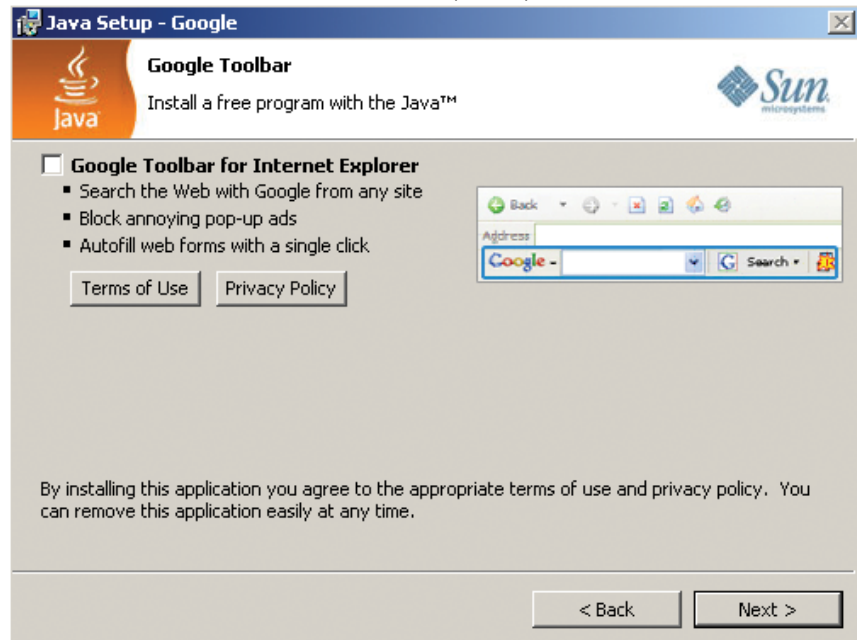 Java Setup - Google
Google Toolbar
Install a free program with the Java™
Java
Sun
microsystems
Google Toolbar for Internet Explorer
▪ Search the Web with Google from any site
▪ Block annoying pop-up ads
▪ Autofill web forms with a single click
Terms of Use
Privacy Policy
Back
Address
Google
G Search
By installing this application you agree to the appropriate terms of use and privacy policy. You
can remove this application easily at any time.
< Back
Next >